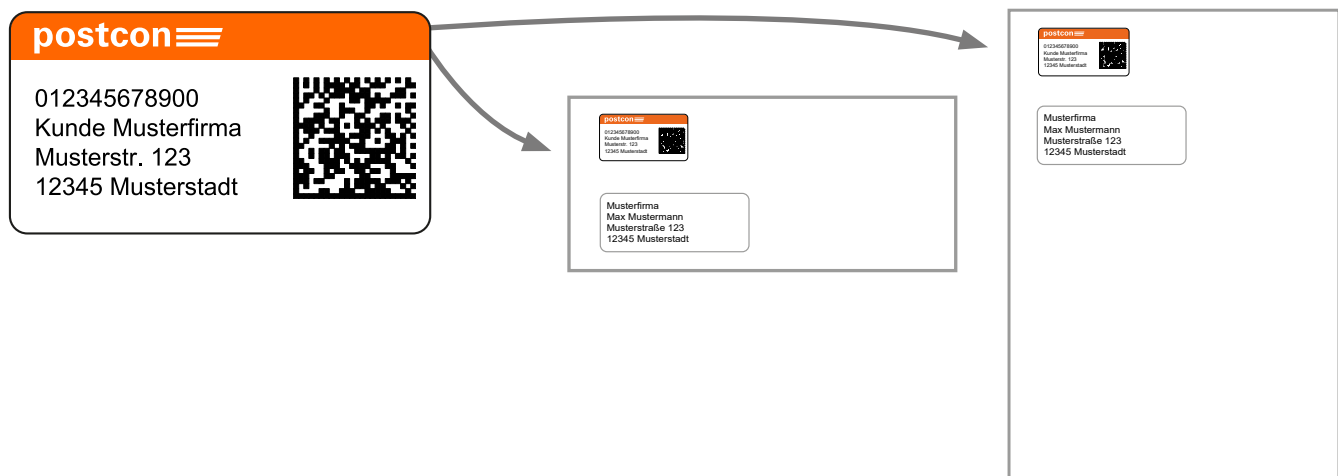 postcon
012345678900
Kunde Musterfirma
Musterstr. 123
12345 Musterstadt
postcon
012345678900
Kunde Musterfirma
Musterstr. 123
12345 Musterstadt
Musterfirma
Max Mustermann
Musterstraße 123
12345 Musterstadt
postcon
012345678900
Kunde Musterfirma
Musterstr. 123
12345 Musterstadt
Musterfirma
Max Mustermann
Musterstraße 123
12345 Musterstadt